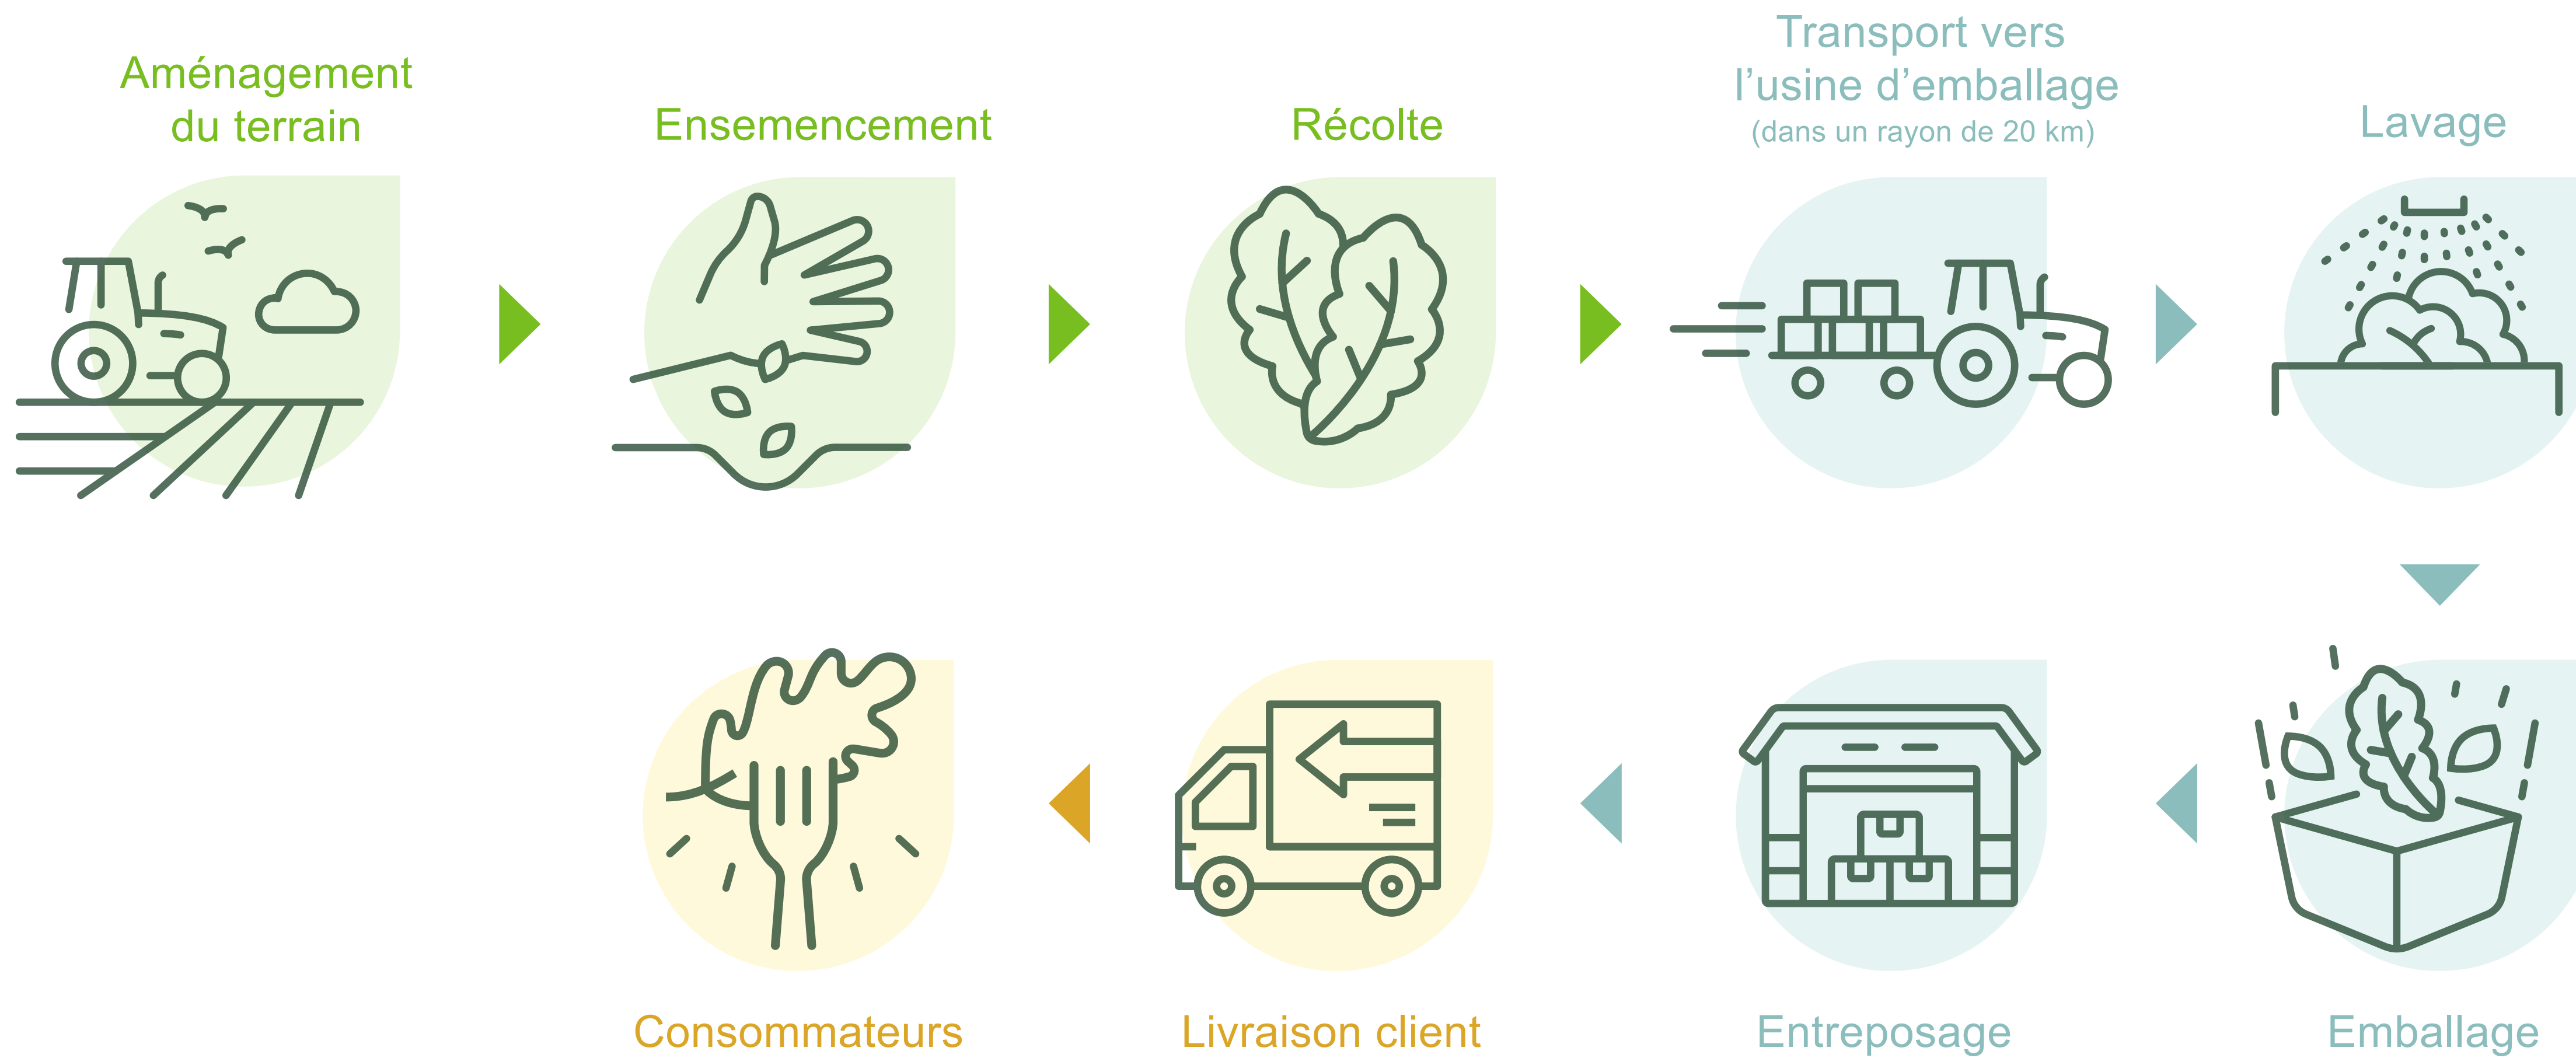 Aménagement
du terrain
Ensemencement
Récolte
Transport vers
l’usine d’emballage
(dans un rayon de 20 km)
Lavage
Consommateurs
Livraison client
Entreposage
Emballage